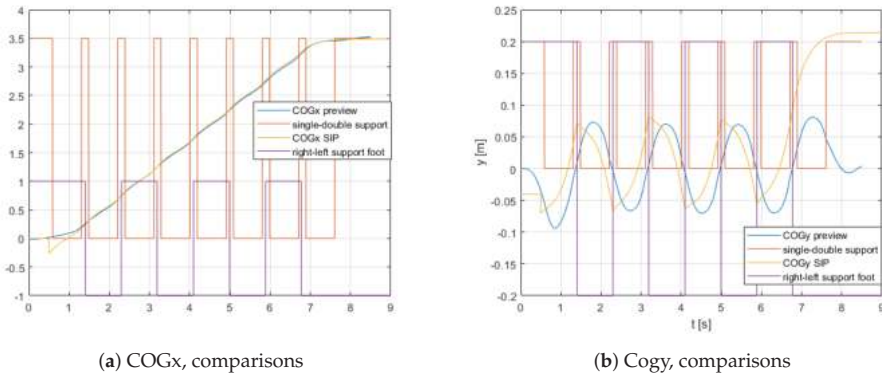 4
3.5
3
2.5
2
1.5
1
0.5
0
-0.5
-1
0 1 2 3 4 5 6 7 8 9
COGx preview
single-double support
COGx SIP
right-left support foot
(a) COGx, comparisons
0.25
0.2
0.15
0.1
0.05
0
-0.05
-0.1
-0.15
-0.2
y [m]
0 1 2 3 4 5 6 7 8 9
t [s]
COGy preview
single-double support
COGy SIP
right-left support foot
(b) Cogy, comparisons